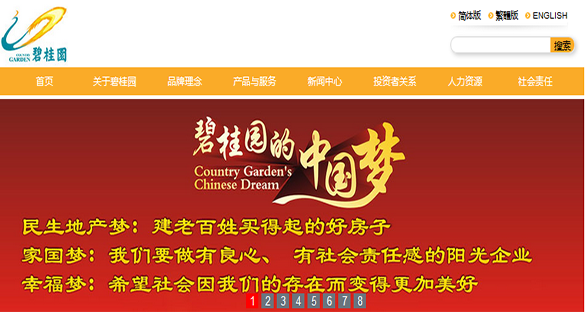 简体版 繁體版 ENGLISH
COUNTRY
GARDEN 碧桂园
搜索
首页 关于碧桂园 品牌理念 产品与服务 新闻中心 投资者关系 人力资源 社会责任
碧桂园的中国梦
Country Garden's
Chinese Dream
民生地产梦：建老百姓买得起的好房子
家国梦：我们要做有良心、有社会责任感的阳光企业
幸福梦：希望社会因我们的存在而变得更加美好
1 2 3 4 5 6 7 8